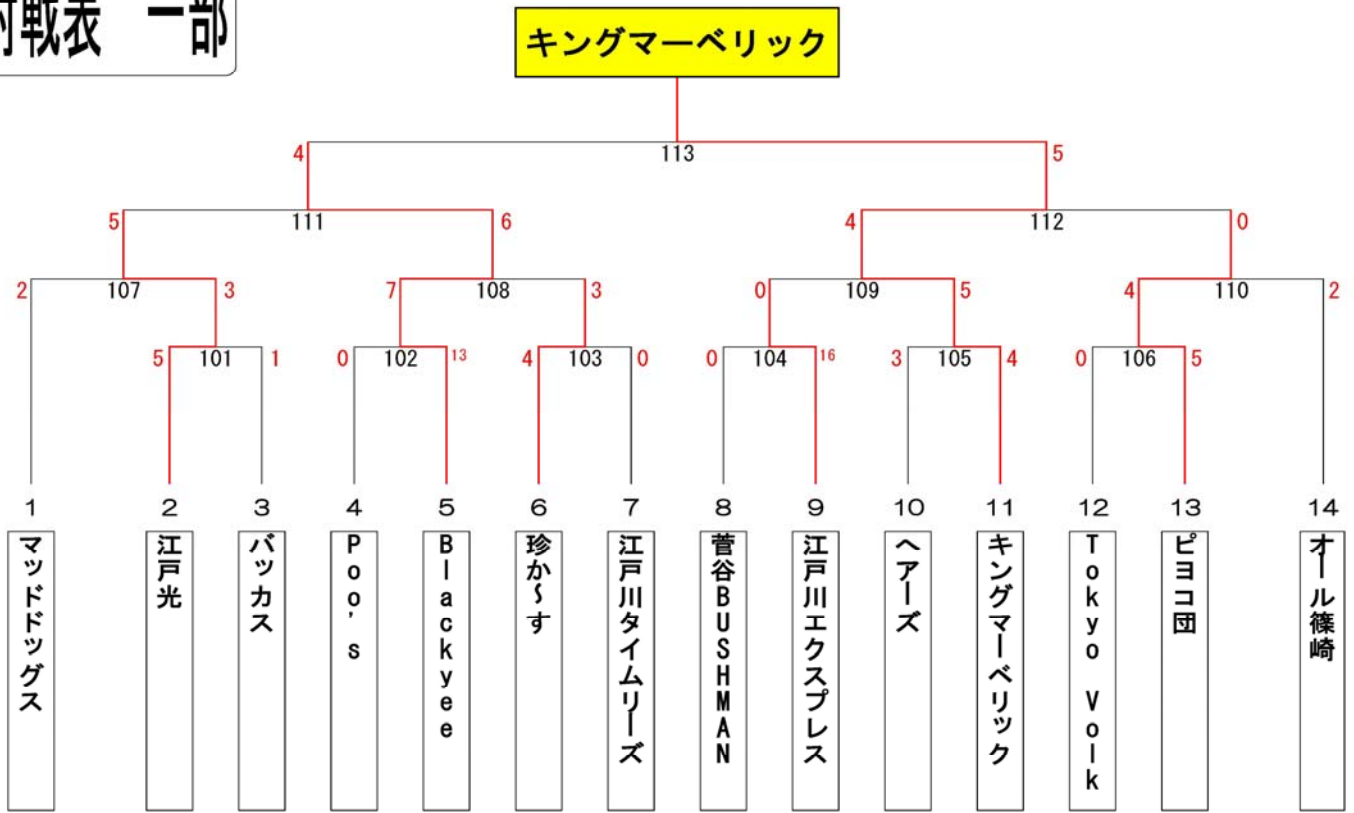 対戦表　一部
キングマーベリック
4 113 5
5 111 6 4 112 0
2 107 3 7 108 3 0 109 5 4 110 2
5 101 1 0 102 13 4 103 0 0 104 16 3 105 4 0 106 5
1 2 3 4 5 6 7 8 9 10 11 12 13 14
マッドドッグス
江戸光
バッカス
Poo's
Blackyee
珍か～す
江戸川タイムリーズ
菅谷BUSHMAN
江戸川エクスプレス
ヘアーズ
キングマーベリック
Tokyo Volk
ピヨコ団
オール篠崎